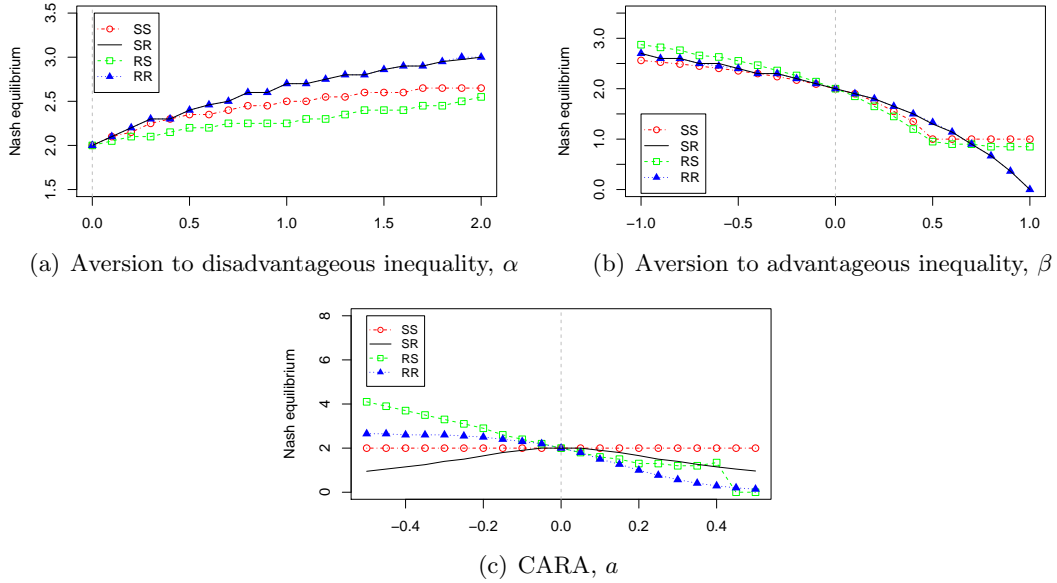 3.5
3.0
2.5
2.0
1.5
Nash equilibrium
SS
SR
RS
RR
0.0 0.5 1.0 1.5 2.0
(a) Aversion to disadvantageous inequality, α
3.0
2.0
1.0
0.0
Nash equilibrium
SS
SR
RS
RR
−1.0 −0.5 0.0 0.5 1.0
(b) Aversion to advantageous inequality, β
8
6
4
2
0
Nash equilibrium
SS
SR
RS
RR
−0.4 −0.2 0.0 0.2 0.4
(c) CARA, a